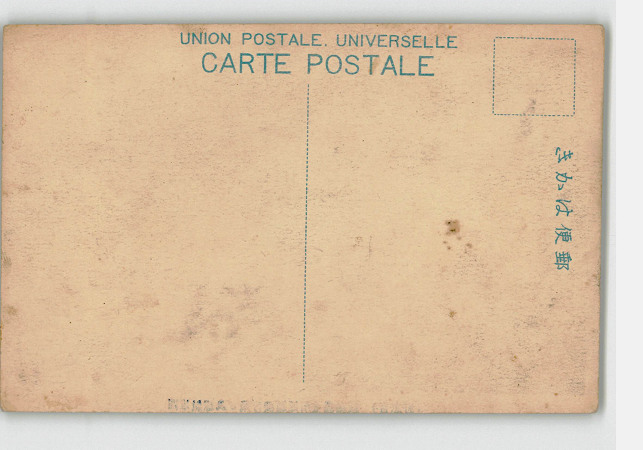 UNION POSTALE. UNIVERSELLE
CARTE POSTALE
きかは便郵